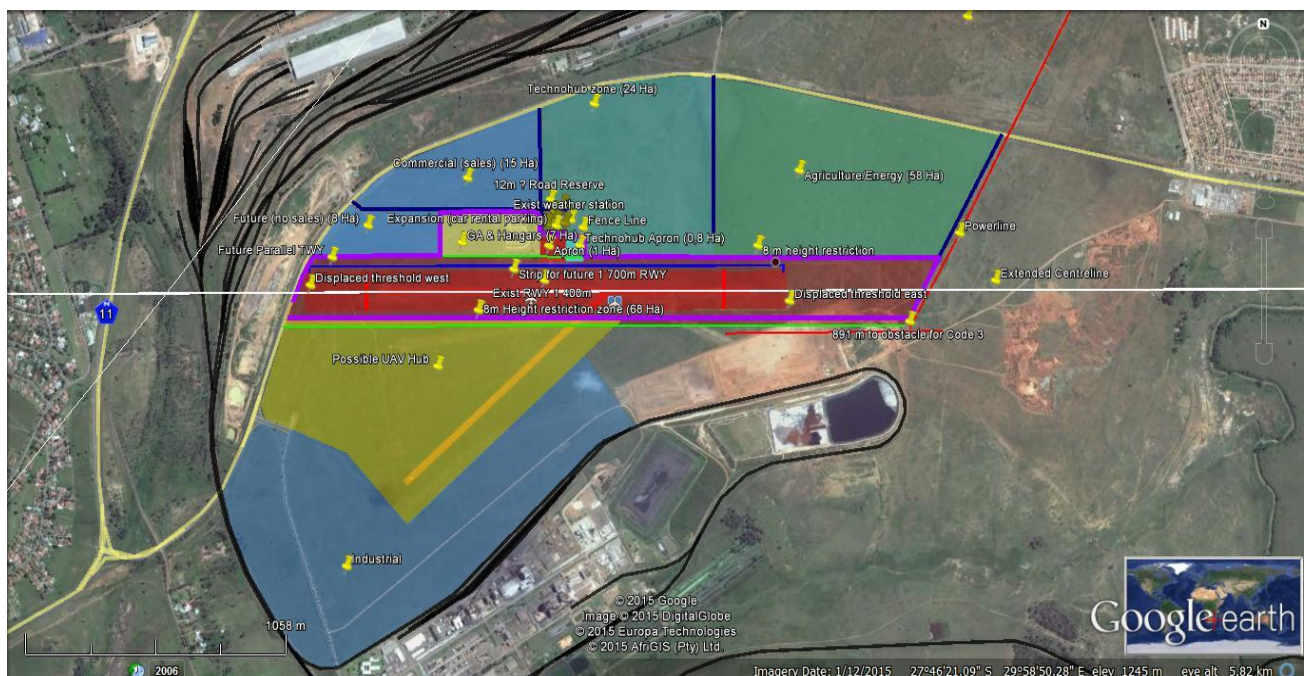 N
Technohub zone (24 Ha)
Commercial (sales) (15 Ha)
Agriculture/Energy (58 Ha)
12m ? Road Reserve
Exist weather station
Future (no sales) (8 Ha)
Expansion (car rental parking)
Fence Line
Powerline
GA & Hangars (7 Ha)
Technohub Apron (0,8 Ha)
Future Parallel TWY
Apron (1 Ha)
8 m height restriction
Displaced threshold west
Strip for future 1 700m RWY
Extended Centreline
Exist RWY 1 400m
Displaced threshold east
N
11
8m Height restriction zone (68 Ha)
891 m to obstacle for Code 3
Possible UAV Hub
Industrial
© 2015 Google
Image © 2015 DigitalGlobe
© 2015 Europa Technologies
© 2015 AfriGIS (Pty) Ltd.
1058 m
Google earth
2006
Imagery Date: 1/12/2015 27°46'21.09" S 29°58'50.28" E elev 1245 m eye alt 5.82 km